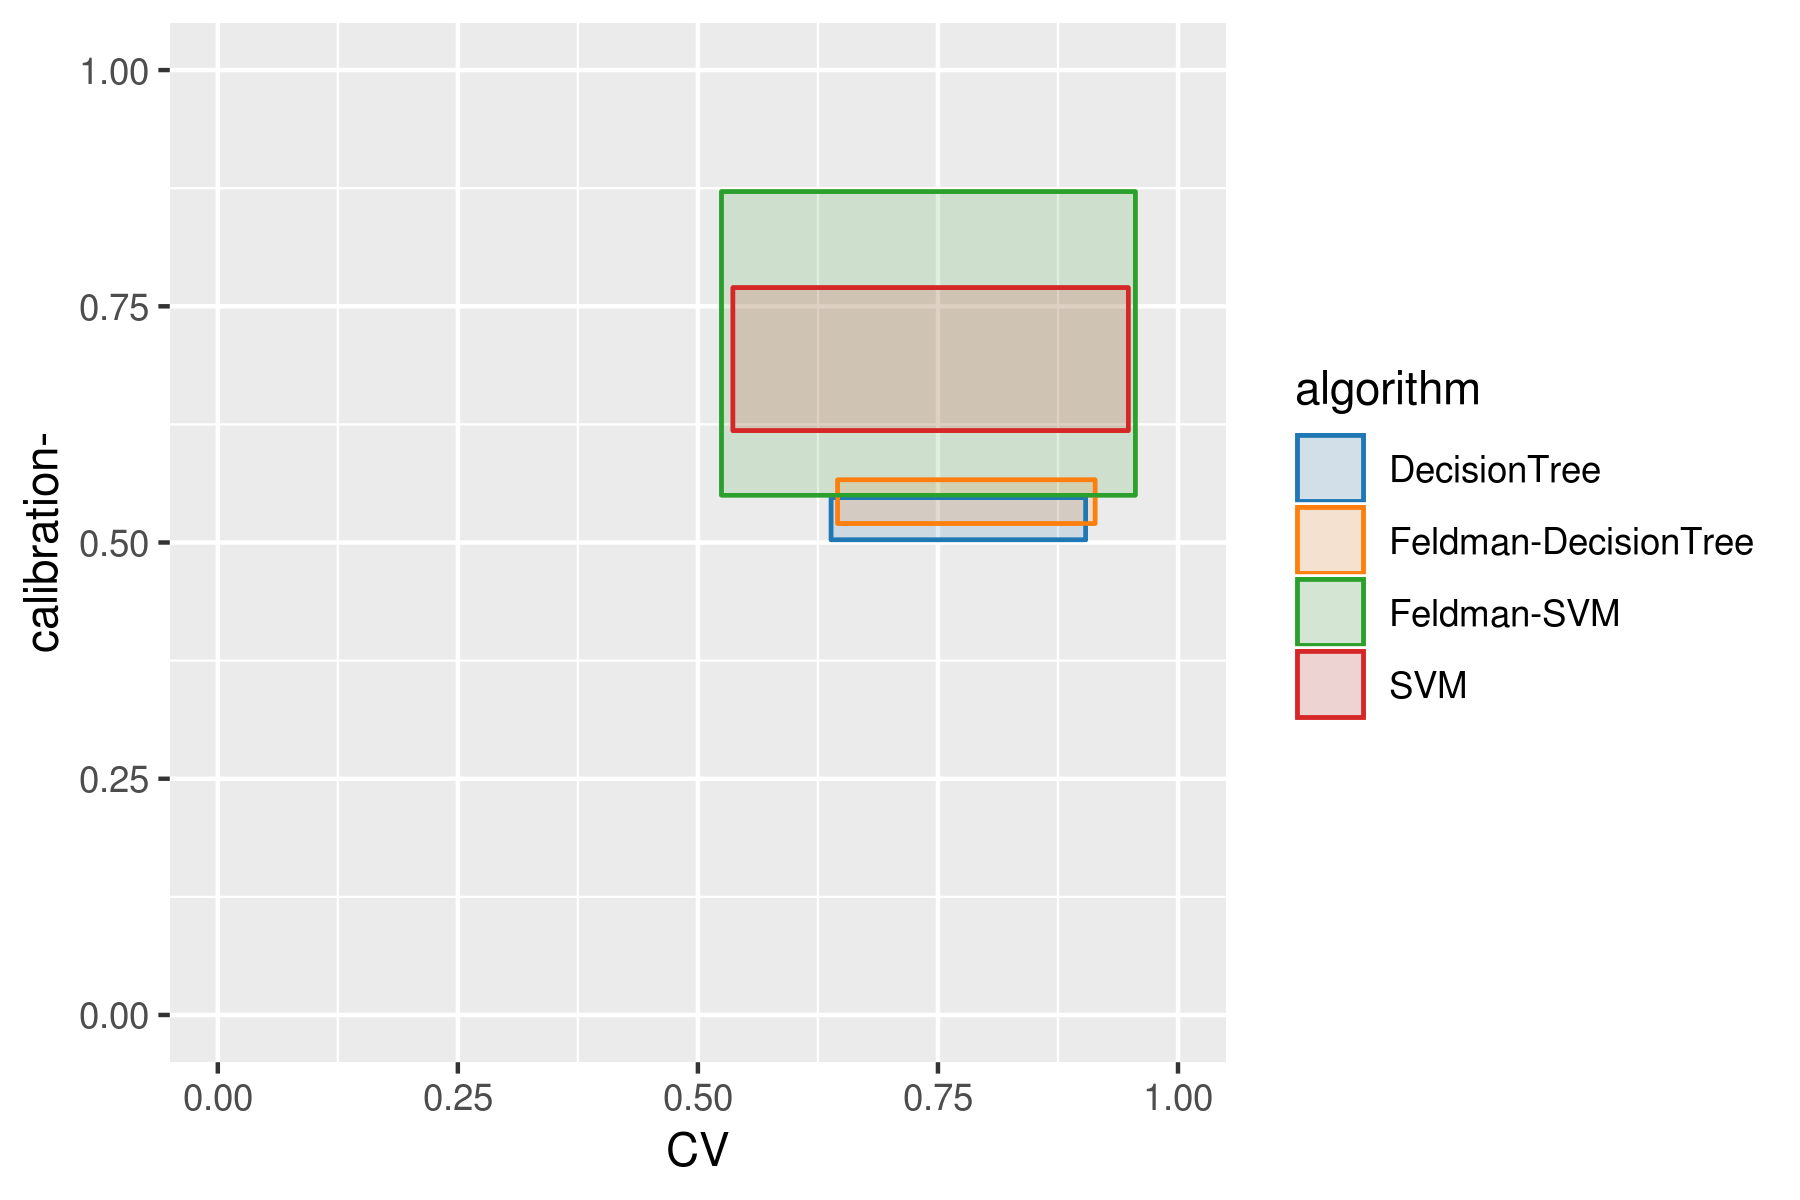 1.00
0.75
0.50
0.25
0.00
calibration-
0.00 0.25 0.50 0.75 1.00
CV
algorithm
DecisionTree
Feldman-DecisionTree
Feldman-SVM
SVM